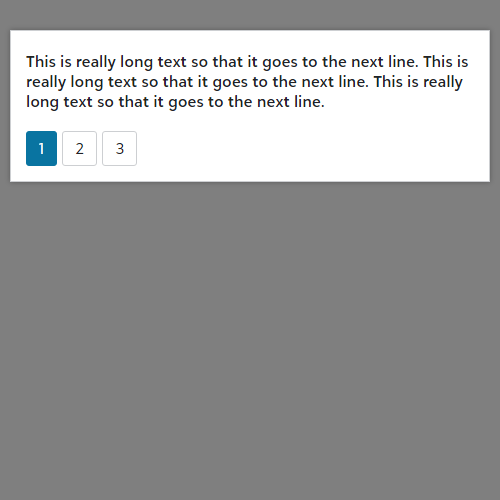 This is really long text so that it goes to the next line. This is
really long text so that it goes to the next line. This is really
long text so that it goes to the next line.
1 2 3